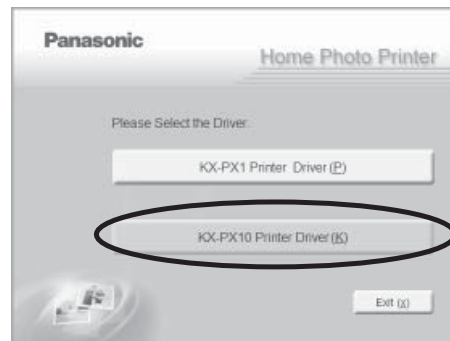 Panasonic
Home Photo Printer
Please Select the Driver.
KX-PX1 Printer Driver (P)
KX-PX10 Printer Driver (K)
Exit (x)